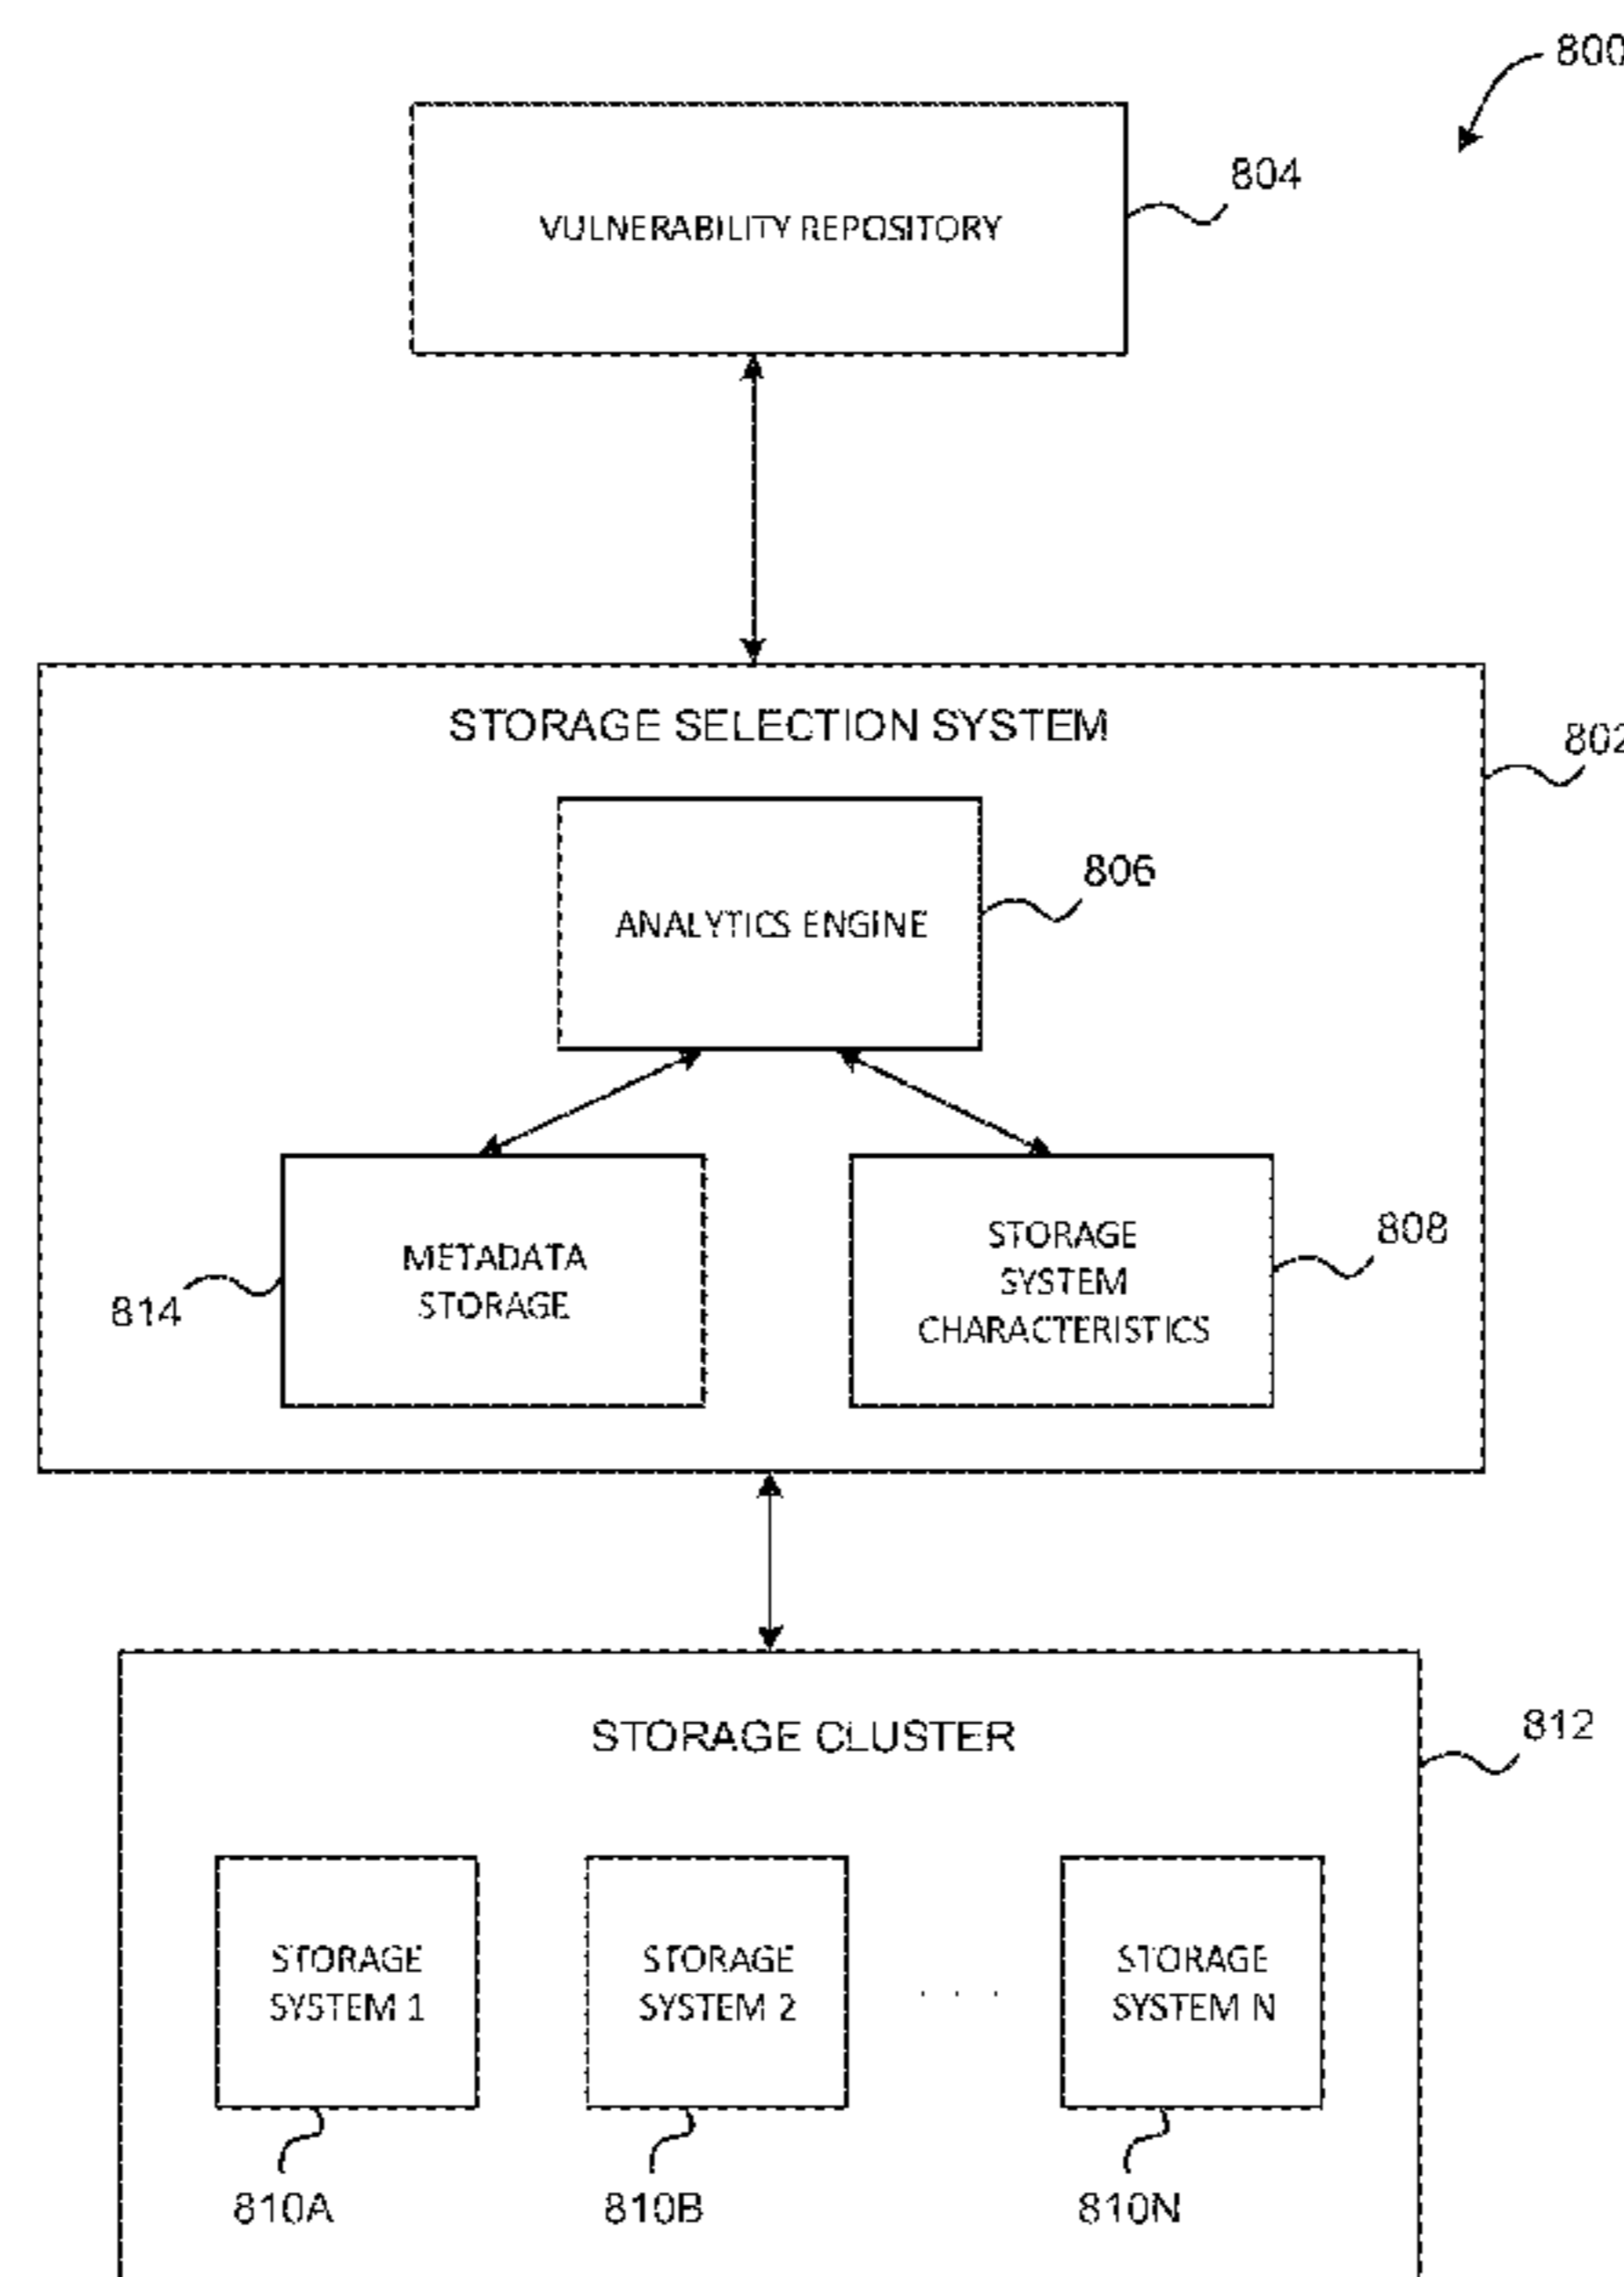 800
VULNERABILITY REPOSITORY
804
STORAGE SELECTION SYSTEM
802
ANALYTICS ENGINE
806
METADATA
STORAGE
814
STORAGE
SYSTEM
CHARACTERISTICS
808
STORAGE CLUSTER
812
STORAGE
SYSTEM 1
STORAGE
SYSTEM 2
. . .
STORAGE
SYSTEM N
810A
810B
810N